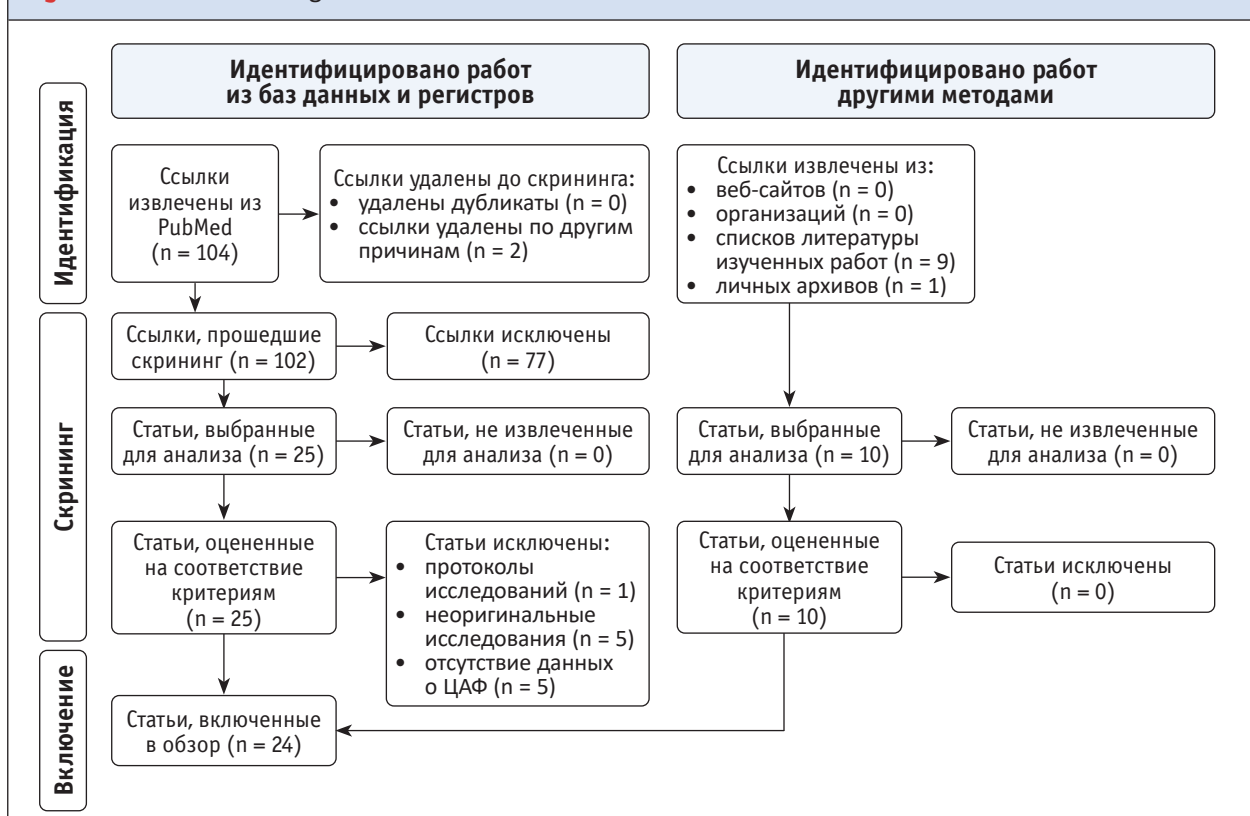 Идентификация
Скрининг
Включение
Идентифицировано работ
из баз данных и регистров
Ссылки
извлечены из
PubMed
(n = 104)
Ссылки удалены до скрининга:
• удалены дубликаты (n = 0)
• ссылки удалены по другим
причинам (n = 2)
Ссылки, прошедшие
скрининг (n = 102)
Ссылки исключены
(n = 77)
Статьи, выбранные
для анализа (n = 25)
Статьи, не извлеченные
для анализа (n = 0)
Статьи, оцененные
на соответствие
критериям
(n = 25)
Статьи исключены:
• протоколы
исследований (n = 1)
• неоригинальные
исследования (n = 5)
• отсутствие данных
о ЦАФ (n = 5)
Статьи, включенные
в обзор (n = 24)
Идентифицировано работ
другими методами
Ссылки извлечены из:
• веб-сайтов (n = 0)
• организаций (n = 0)
• списков литературы
изученных работ (n = 9)
• личных архивов (n = 1)
Статьи, выбранные
для анализа (n = 10)
Статьи, не извлеченные
для анализа (n = 0)
Статьи, оцененные
на соответствие
критериям
(n = 10)
Статьи исключены
(n = 0)